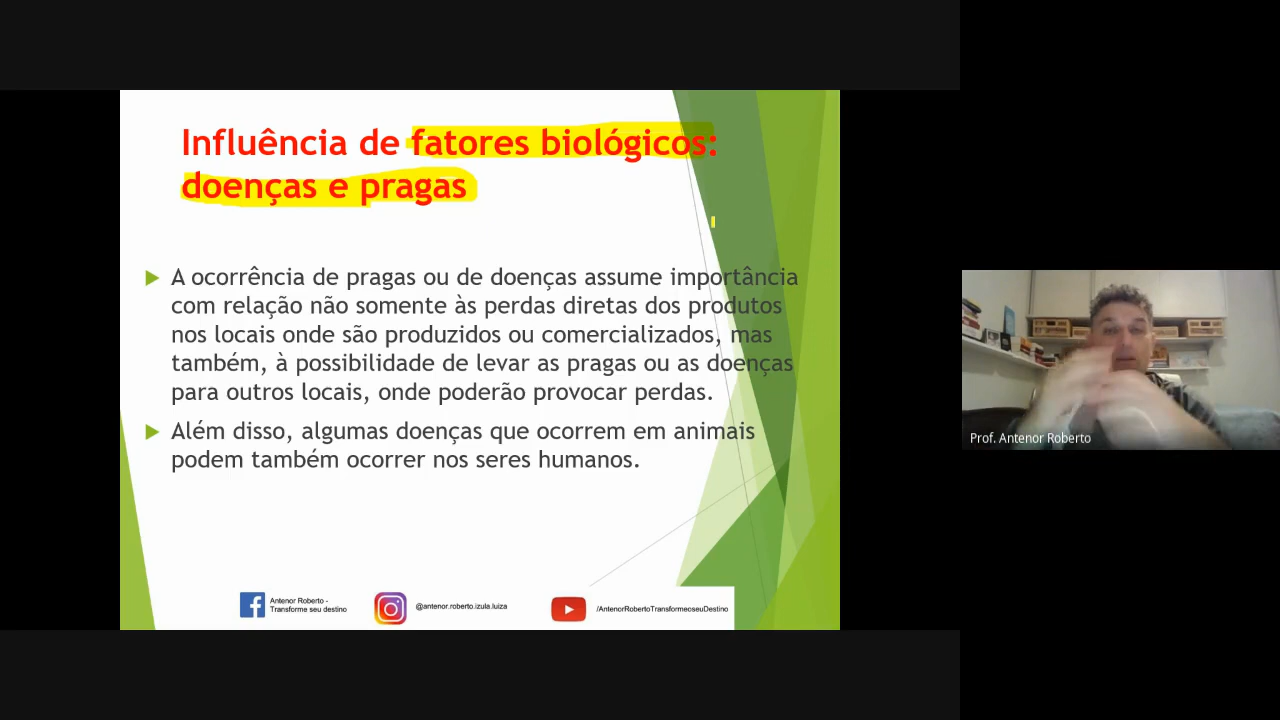 Influência de fatores biológicos:
doenças e pragas
A ocorrência de pragas ou de doenças assume importância
com relação não somente às perdas diretas dos produtos
nos locais onde são produzidos ou comercializados, mas
também, à possibilidade de levar as pragas ou as doenças
para outros locais, onde poderão provocar perdas.
Além disso, algumas doenças que ocorrem em animais
podem também ocorrer nos seres humanos.
Antenor Roberto -
Transforme seu destino
@antenor.roberto.izula.luiza
/AntenorRobertoTransformeoseuDestino
Prof. Antenor Roberto